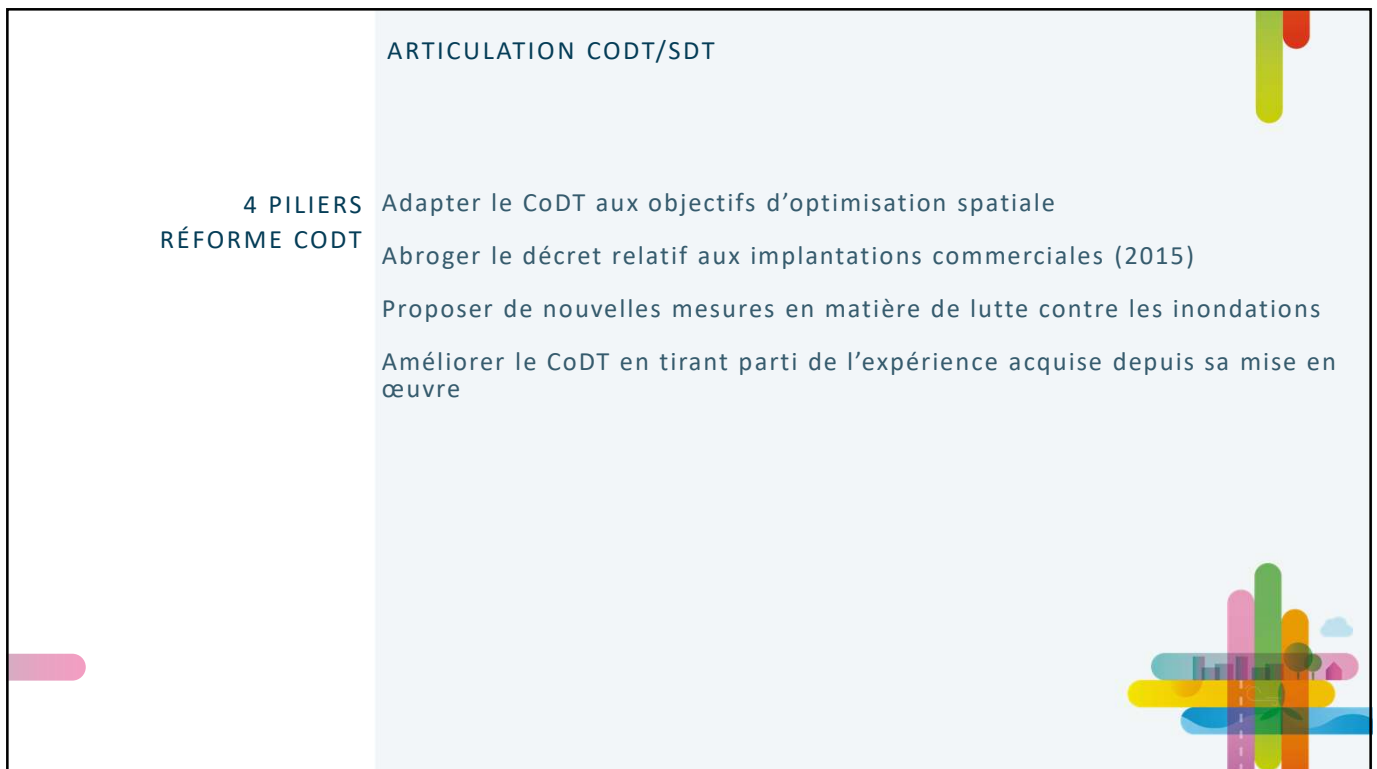 ARTICULATION CODT/SDT
4 PILIERS
RÉFORME CODT
Adapter le CoDT aux objectifs d’optimisation spatiale
Abroger le décret relatif aux implantations commerciales (2015)
Proposer de nouvelles mesures en matière de lutte contre les inondations
Améliorer le CoDT en tirant parti de l’expérience acquise depuis sa mise en
œuvre